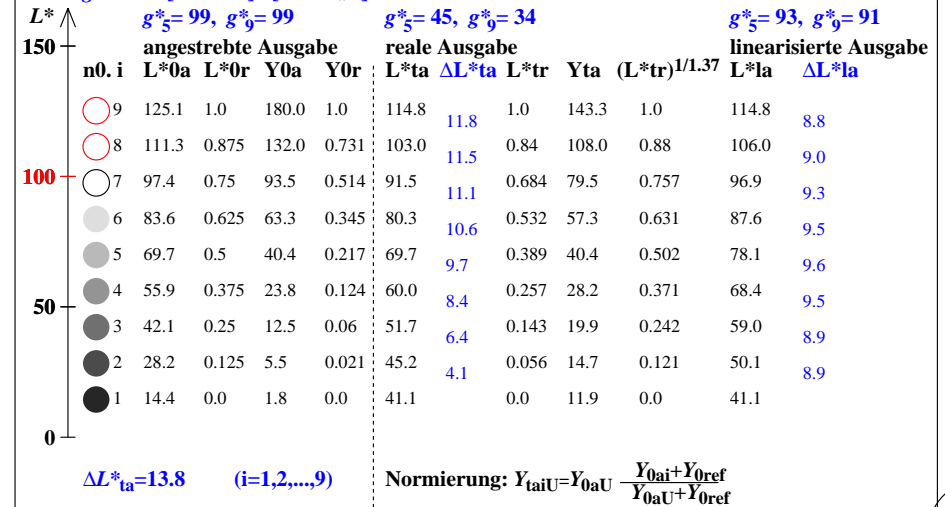 L* g*5= 99, g*9= 99 g*5= 45, g*9= 34 g*5= 93, g*9= 91
150 angestrebte Ausgabe reale Ausgabe linearisierte Ausgabe
n0. i L*0a L*0r Y0a Y0r L*ta ΔL*ta L*tr Yta (L*tr)1/1.37 L*la ΔL*la
9 125.1 1.0 180.0 1.0 114.8 1.0 143.3 1.0 114.8
11.8 8.8
8 111.3 0.875 132.0 0.731 103.0 0.84 108.0 0.88 106.0
11.5 9.0
100 7 97.4 0.75 93.5 0.514 91.5 0.684 79.5 0.757 96.9
11.1 9.3
6 83.6 0.625 63.3 0.345 80.3 0.532 57.3 0.631 87.6
10.6 9.5
5 69.7 0.5 40.4 0.217 69.7 0.389 40.4 0.502 78.1
9.7 9.6
4 55.9 0.375 23.8 0.124 60.0 0.257 28.2 0.371 68.4
50 8.4 9.5
3 42.1 0.25 12.5 0.06 51.7 0.143 19.9 0.242 59.0
6.4 8.9
2 28.2 0.125 5.5 0.021 45.2 0.056 14.7 0.121 50.1
4.1 8.9
1 14.4 0.0 1.8 0.0 41.1 0.0 11.9 0.0 41.1
0
ΔL*ta=13.8 (i=1,2,...,9) Normierung: YtaiU=Y0aU Y0ai+Y0ref
Y0aU+Y0ref